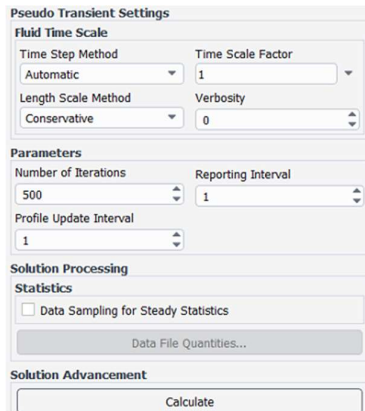 Pseudo Transient Settings
Fluid Time Scale
Time Step Method Time Scale Factor
Automatic 1
Length Scale Method Verbosity
Conservative 0
Parameters
Number of Iterations Reporting Interval
500 1
Profile Update Interval
1
Solution Processing
Statistics
Data Sampling for Steady Statistics
Data File Quantities...
Solution Advancement
Calculate